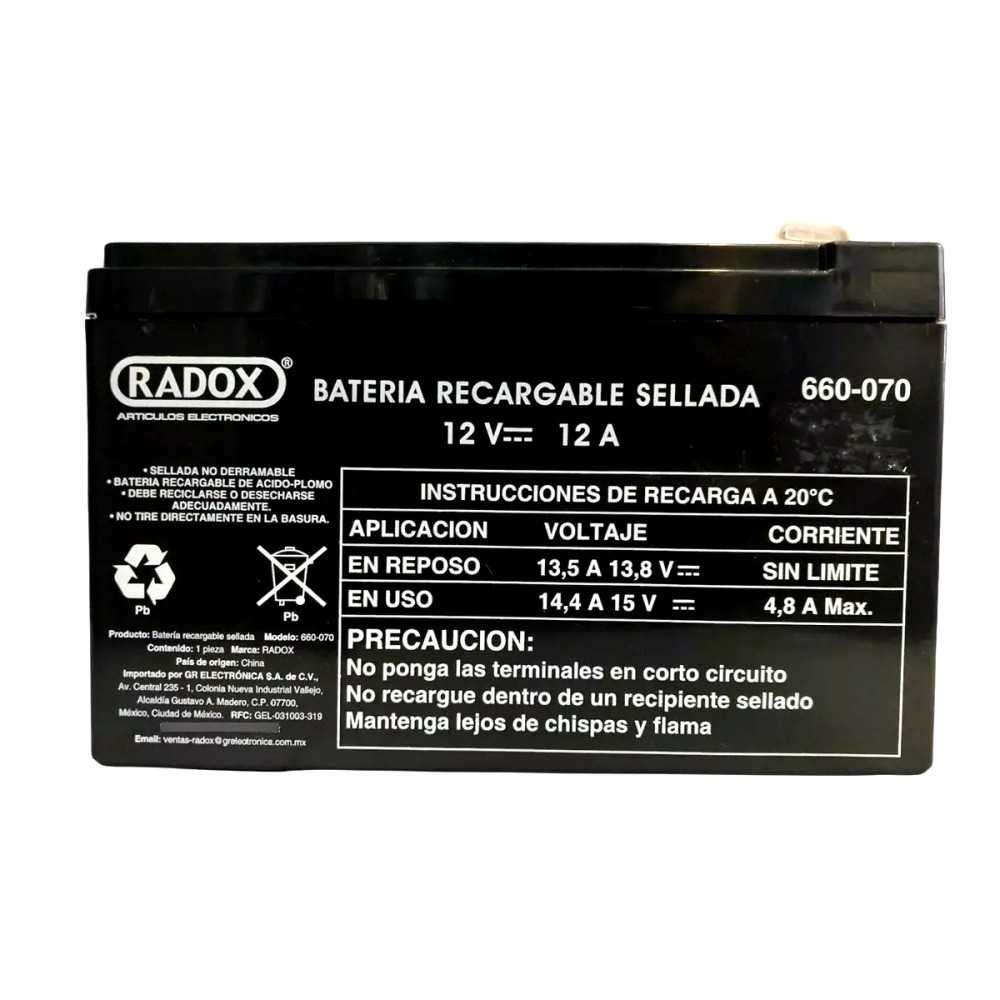 RADOX®
ARTICULOS ELECTRONICOS
BATERIA RECARGABLE SELLADA
660-070
12 V 12 A
• SELLADA NO DERRAMABLE
• BATERIA RECARGABLE DE ACIDO-PLOMO
• DEBE RECICLARSE O DESECHARSE
ADECUADAMENTE.
• NO TIRE DIRECTAMENTE EN LA BASURA.
Pb
Pb
Producto: Batería recargable sellada Modelo: 660-070
Contenido: 1 pieza Marca: RADOX
País de origen: China
Importado por GR ELECTRÓNICA S.A. de C.V.,
Av. Central 235 - 1, Colonia Nueva Industrial Vallejo,
Alcaldía Gustavo A. Madero, C.P. 07700,
México, Ciudad de México. RFC: GEL-031003-319
Email: ventas-radox@grelectronica.com.mx
INSTRUCCIONES DE RECARGA A 20°C
APLICACION VOLTAJE CORRIENTE
EN REPOSO 13,5 A 13,8 V SIN LIMITE
EN USO 14,4 A 15 V 4,8 A Max.
PRECAUCION:
No ponga las terminales en corto circuito
No recargue dentro de un recipiente sellado
Mantenga lejos de chispas y flama